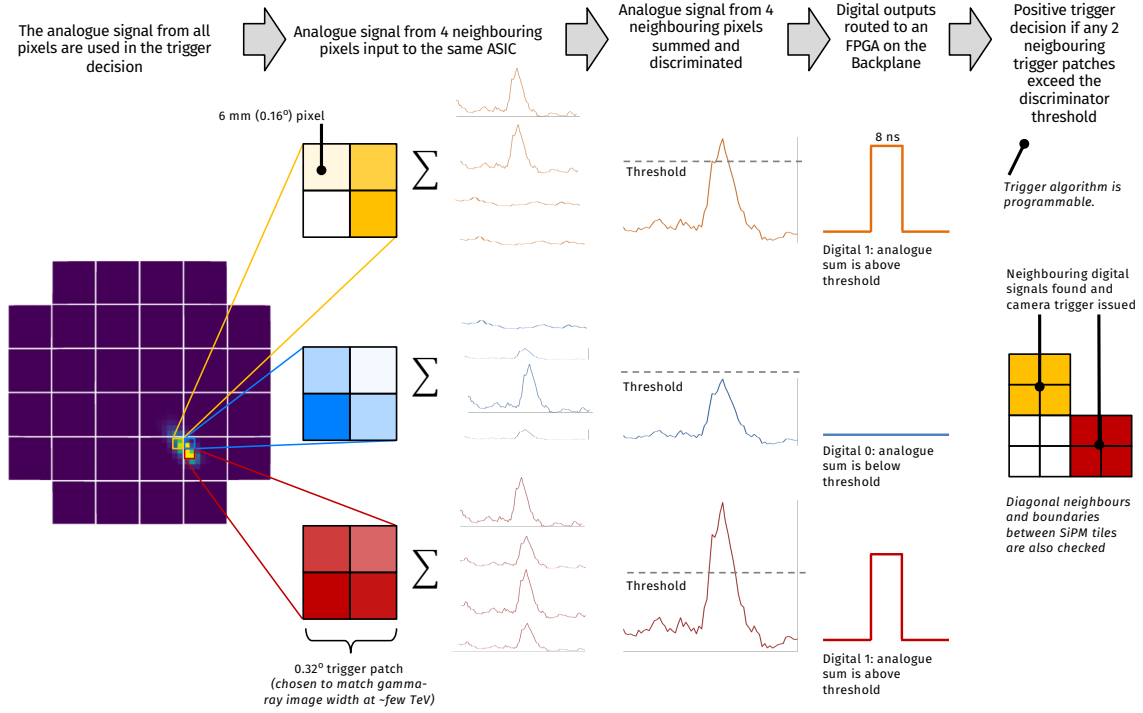 The analogue signal from all
pixels are used in the trigger
decision
Analogue signal from 4 neighbouring
pixels input to the same ASIC
Analogue signal from 4
neighbouring pixels
summed and
discriminated
Digital outputs
routed to an
FPGA on the
Backplane
Positive trigger
decision if any 2
neigbouring
trigger patches
exceed the
discriminator
threshold
6 mm (0.16º) pixel
∑
Threshold
8 ns
Digital 1: analogue
sum is above
threshold
Trigger algorithm is
programmable.
Neighbouring digital
signals found and
camera trigger issued
∑
Threshold
Digital 0: analogue
sum is below
threshold
Diagonal neighbours
and boundaries
between SiPM tiles
are also checked
∑
Threshold
Digital 1: analogue
sum is above
threshold
0.32º trigger patch
(chosen to match gamma-
ray image width at ~few TeV)